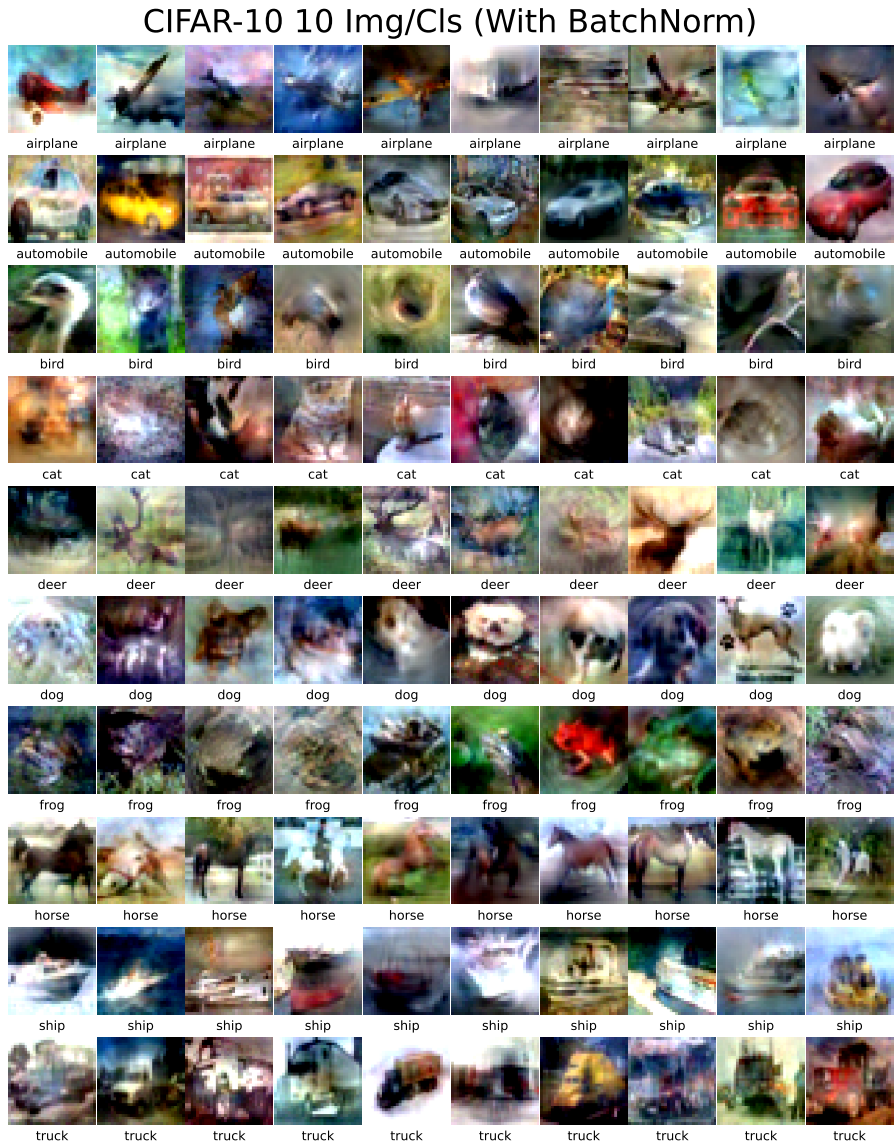 CIFAR-10 10 Img/Cls (With BatchNorm)
airplane airplane airplane airplane airplane airplane airplane airplane airplane airplane
automobile automobile automobile automobile automobile automobile automobile automobile automobile automobile
bird bird bird bird bird bird bird bird bird bird
cat cat cat cat cat cat cat cat cat cat
deer deer deer deer deer deer deer deer deer deer
dog dog dog dog dog dog dog dog dog dog
frog frog frog frog frog frog frog frog frog frog
horse horse horse horse horse horse horse horse horse horse
ship ship ship ship ship ship ship ship ship ship
truck truck truck truck truck truck truck truck truck truck